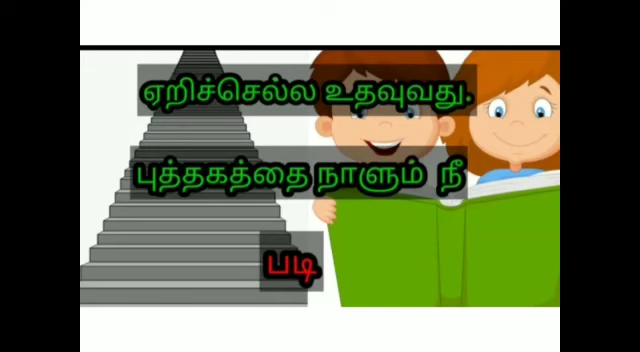 ஏறிச்செல்ல உதவுவது.
புத்தகத்தை நாளும் நீ
படி